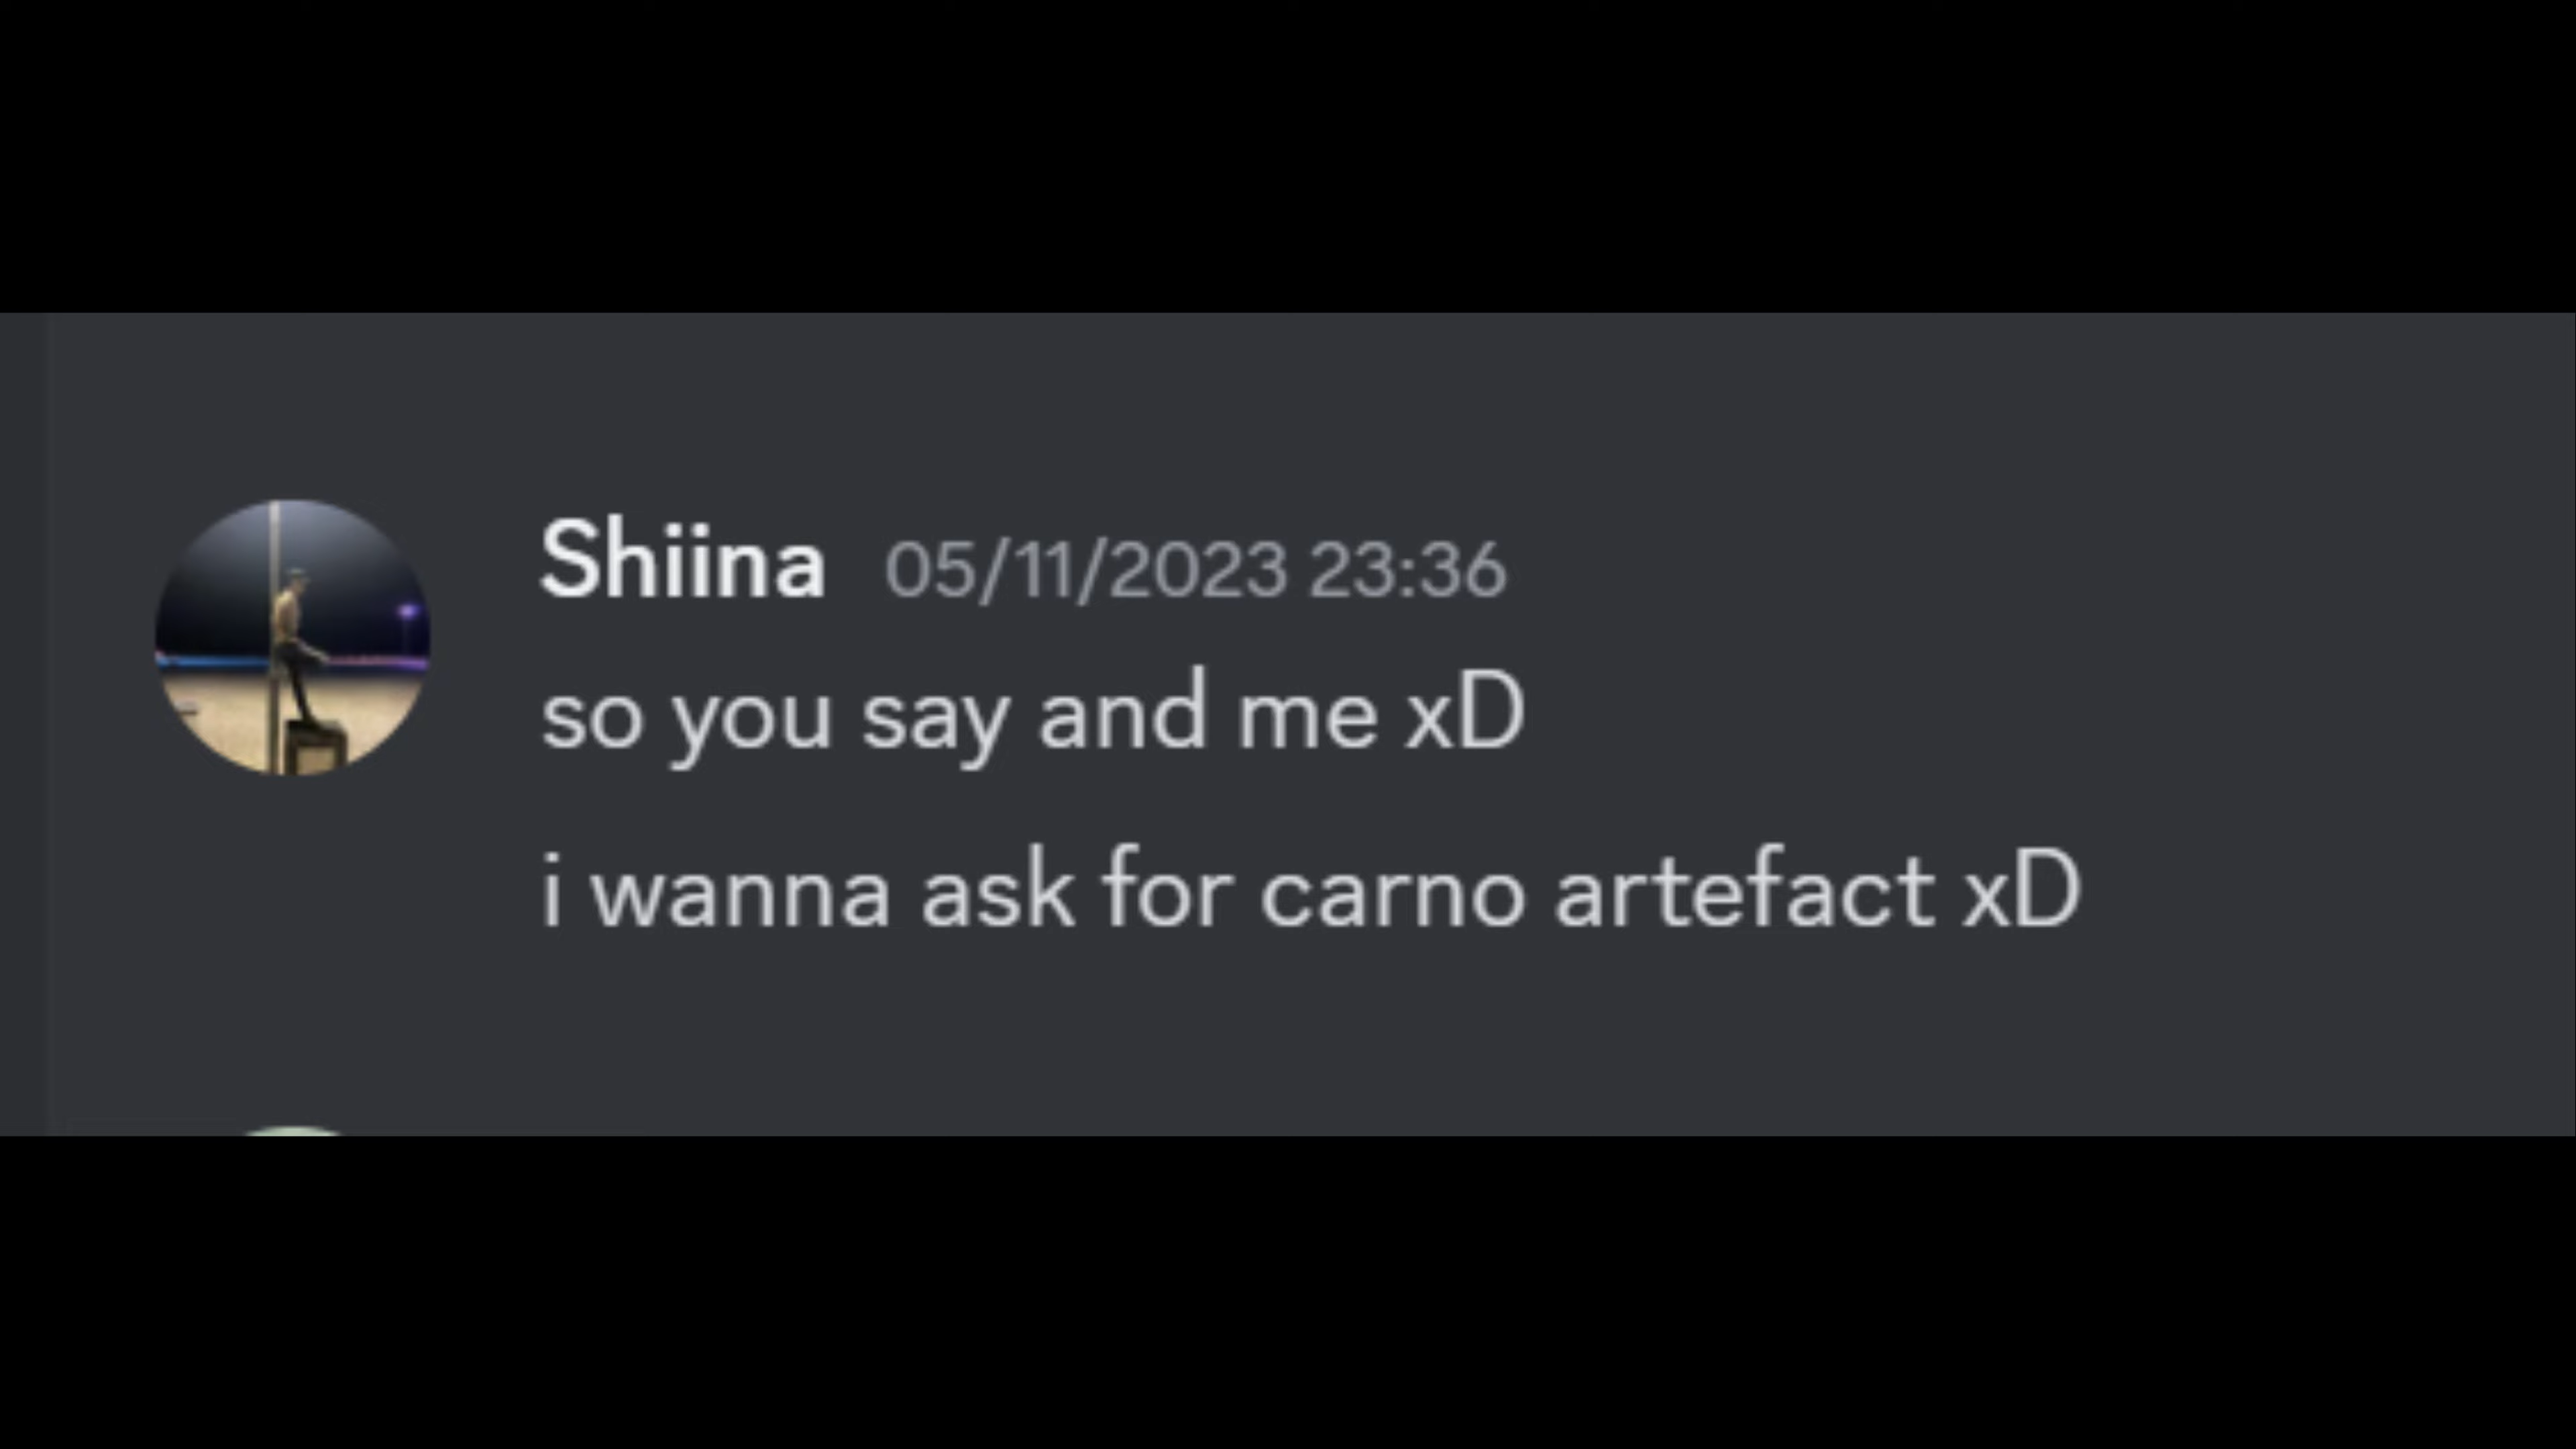 Shiina 05/11/2023 23:36
so you say and me xD
i wanna ask for carno artefact xD